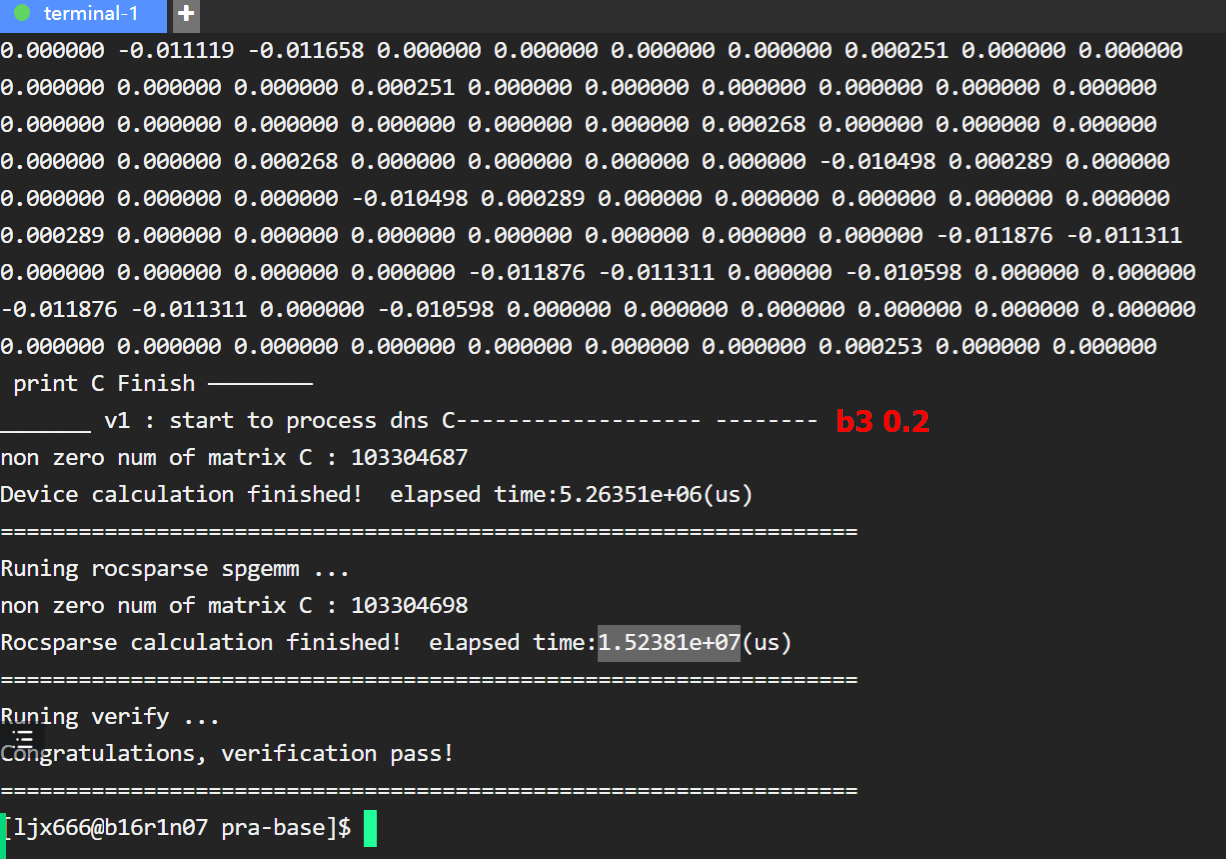 terminal-1 +
0.000000 -0.011119 -0.011658 0.000000 0.000000 0.000000 0.000000 0.000251 0.000000 0.000000
0.000000 0.000000 0.000000 0.000251 0.000000 0.000000 0.000000 0.000000 0.000000 0.000000
0.000000 0.000000 0.000000 0.000000 0.000000 0.000000 0.000268 0.000000 0.000000 0.000000
0.000000 0.000000 0.000268 0.000000 0.000000 0.000000 0.000000 -0.010498 0.000289 0.000000
0.000000 0.000000 0.000000 -0.010498 0.000289 0.000000 0.000000 0.000000 0.000000 0.000000
0.000289 0.000000 0.000000 0.000000 0.000000 0.000000 0.000000 0.000000 -0.011876 -0.011311
0.000000 0.000000 0.000000 0.000000 -0.011876 -0.011311 0.000000 -0.010598 0.000000 0.000000
-0.011876 -0.011311 0.000000 -0.010598 0.000000 0.000000 0.000000 0.000000 0.000000 0.000000
0.000000 0.000000 0.000000 0.000000 0.000000 0.000000 0.000000 0.000253 0.000000 0.000000
print C Finish ————————
_______ v1 : start to process dns C------------------- -------- b3 0.2
non zero num of matrix C : 103304687
Device calculation finished!  elapsed time:5.26351e+06(us)
==================================================================
Runing rocsparse spgemm ...
non zero num of matrix C : 103304698
Rocsparse calculation finished!  elapsed time:1.52381e+07(us)
==================================================================
Runing verify ...
Congratulations, verification pass!
==================================================================
[ljx666@b16r1n07 pra-base]$